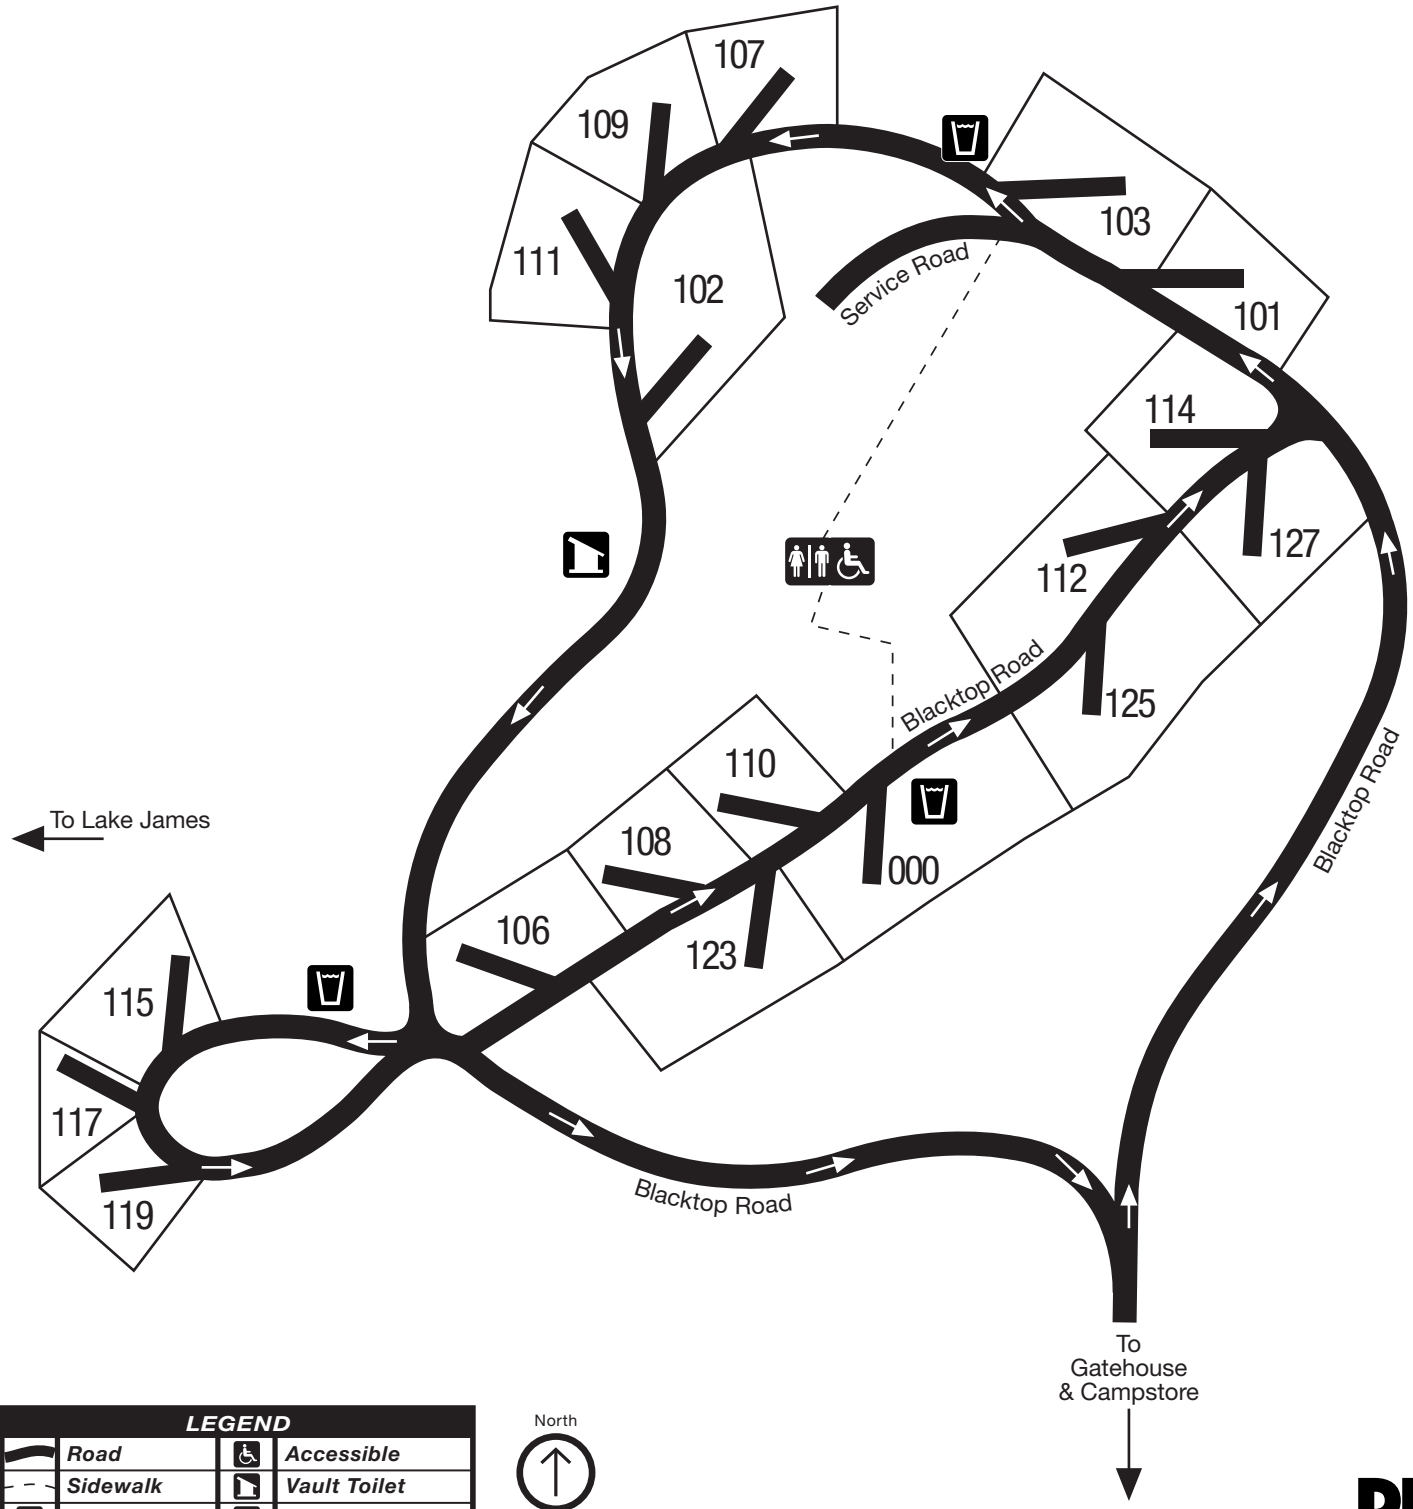 107
109
103
111
102
Service Road
101
114
127
112
125
Blacktop Road
110
Blacktop Road
To Lake James
108
000
106
123
115
117
Blacktop Road
119
To
Gatehouse
& Campstore
North
LEGEND
Road
Accessible
Sidewalk
Vault Toilet